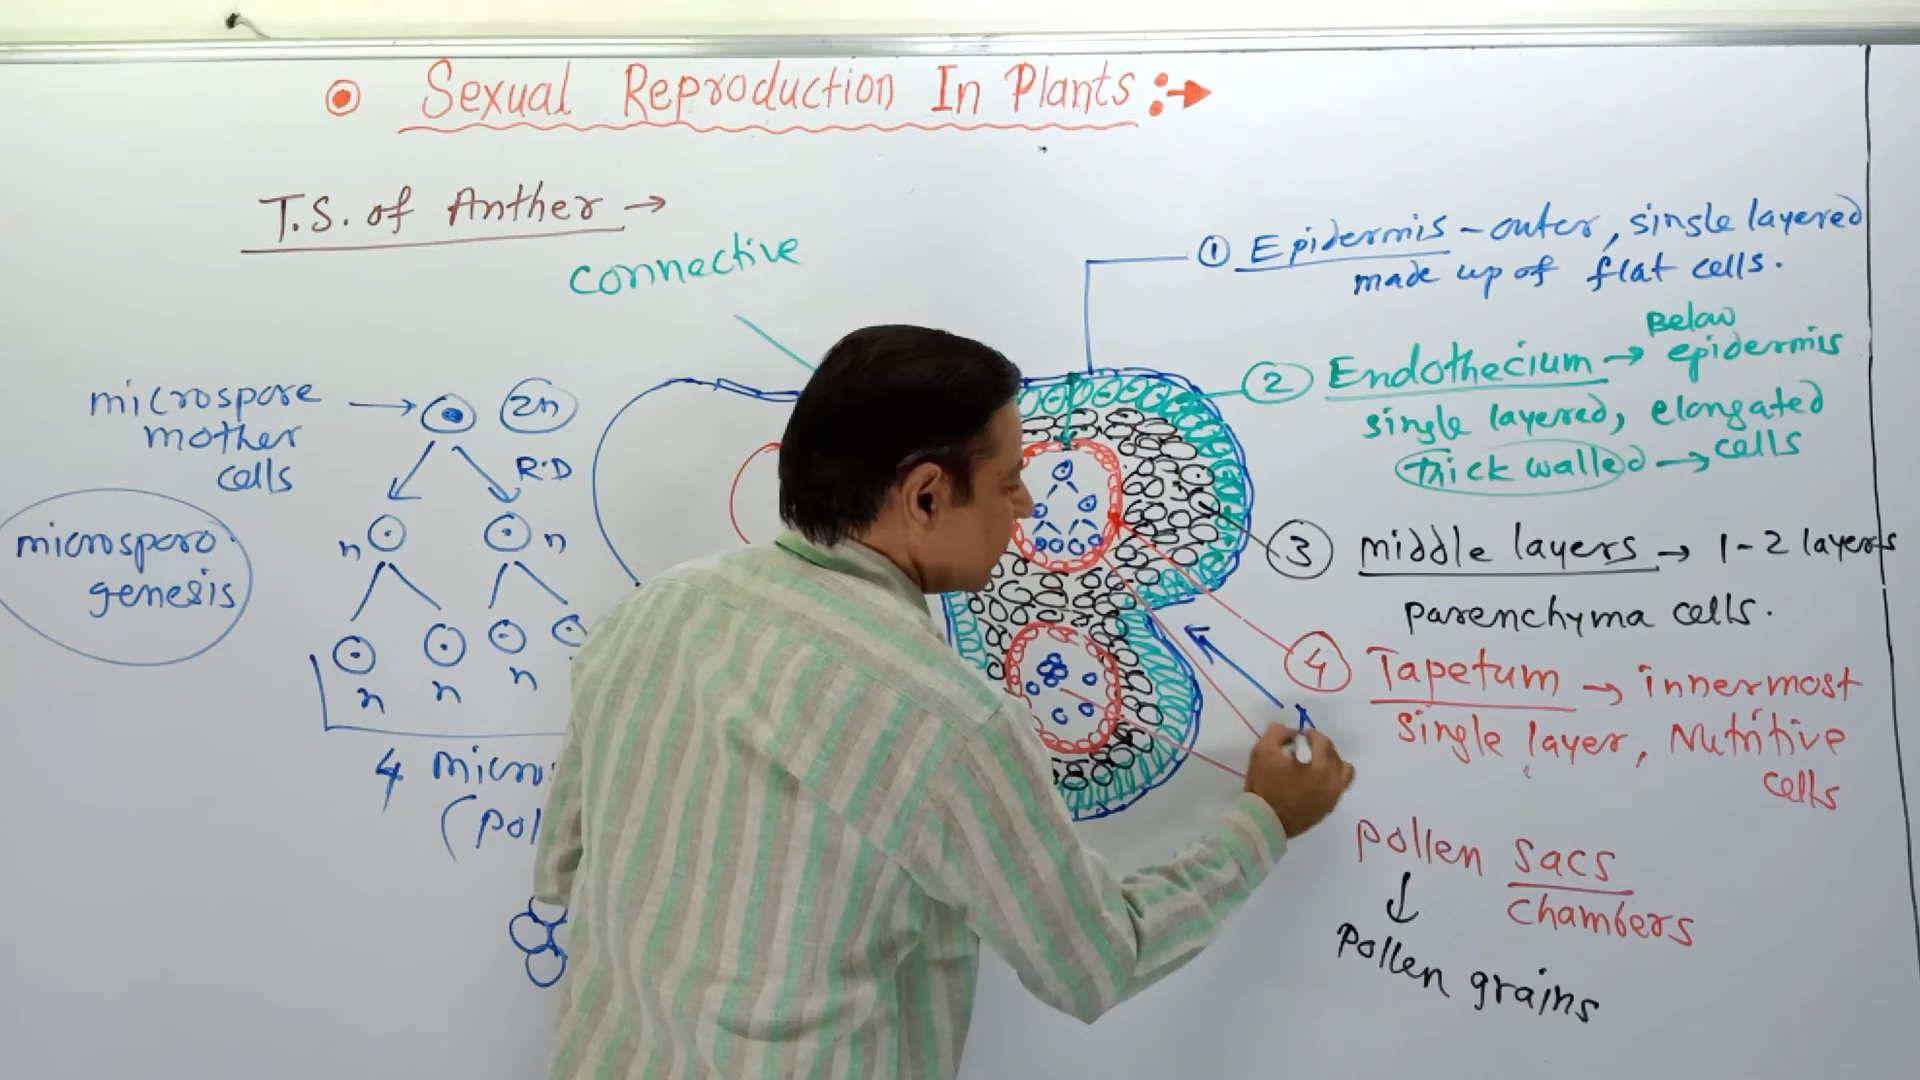 Sexual Reproduction In Plants
T.S. of Anther →
Connective
① Epidermis - outer, single layered
made up of flat cells.
② Endothecium → Below epidermis
single layered, elongated
thick walled → cells
③ middle layers → 1-2 layers
parenchyma cells.
④ Tapetum → innermost
single layer, Nutritive
cells
pollen sacs
chambers
↓
Pollen grains
microspore → 2n
mother
cells
R.D
n n
n n n
microsporo
genesis
4 micro
(pol